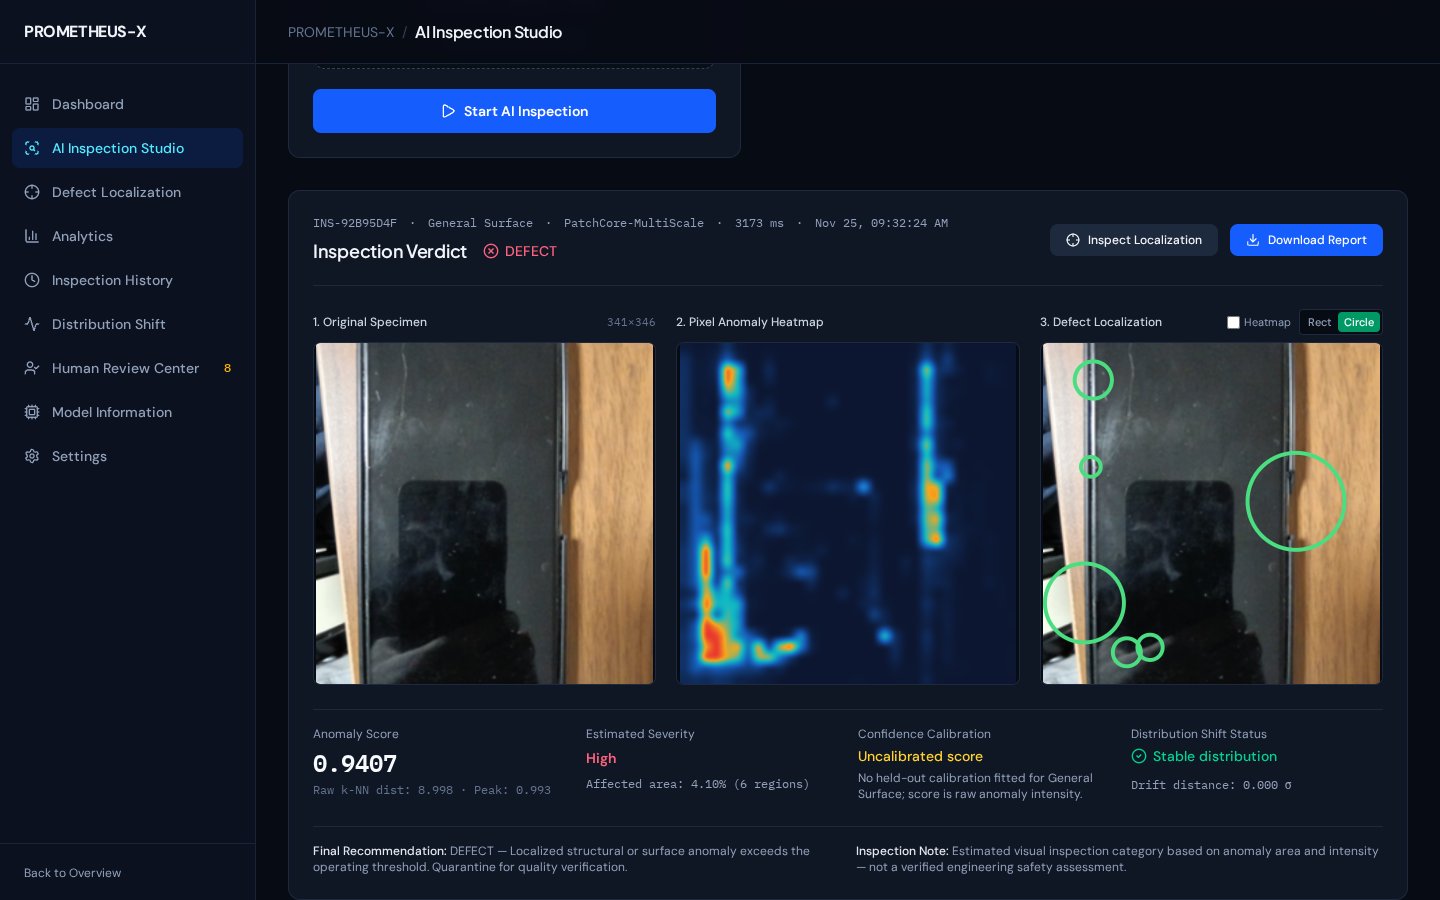 PROMETHEUS-X
PROMETHEUS-X / AI Inspection Studio
Dashboard
AI Inspection Studio
Defect Localization
Analytics
Inspection History
Distribution Shift
Human Review Center 8
Model Information
Settings
Back to Overview
Start AI Inspection
INS-92B95D4F · General Surface · PatchCore-MultiScale · 3173 ms · Nov 25, 09:32:24 AM
Inspection Verdict DEFECT
Inspect Localization
Download Report
1. Original Specimen 341×346
2. Pixel Anomaly Heatmap
3. Defect Localization Heatmap Rect Circle
Anomaly Score
0.9407
Raw k-NN dist: 8.998 · Peak: 0.993
Estimated Severity
High
Affected area: 4.10% (6 regions)
Confidence Calibration
Uncalibrated score
No held-out calibration fitted for General
Surface; score is raw anomaly intensity.
Distribution Shift Status
Stable distribution
Drift distance: 0.000 σ
Final Recommendation: DEFECT — Localized structural or surface anomaly exceeds the
operating threshold. Quarantine for quality verification.
Inspection Note: Estimated visual inspection category based on anomaly area and intensity
— not a verified engineering safety assessment.